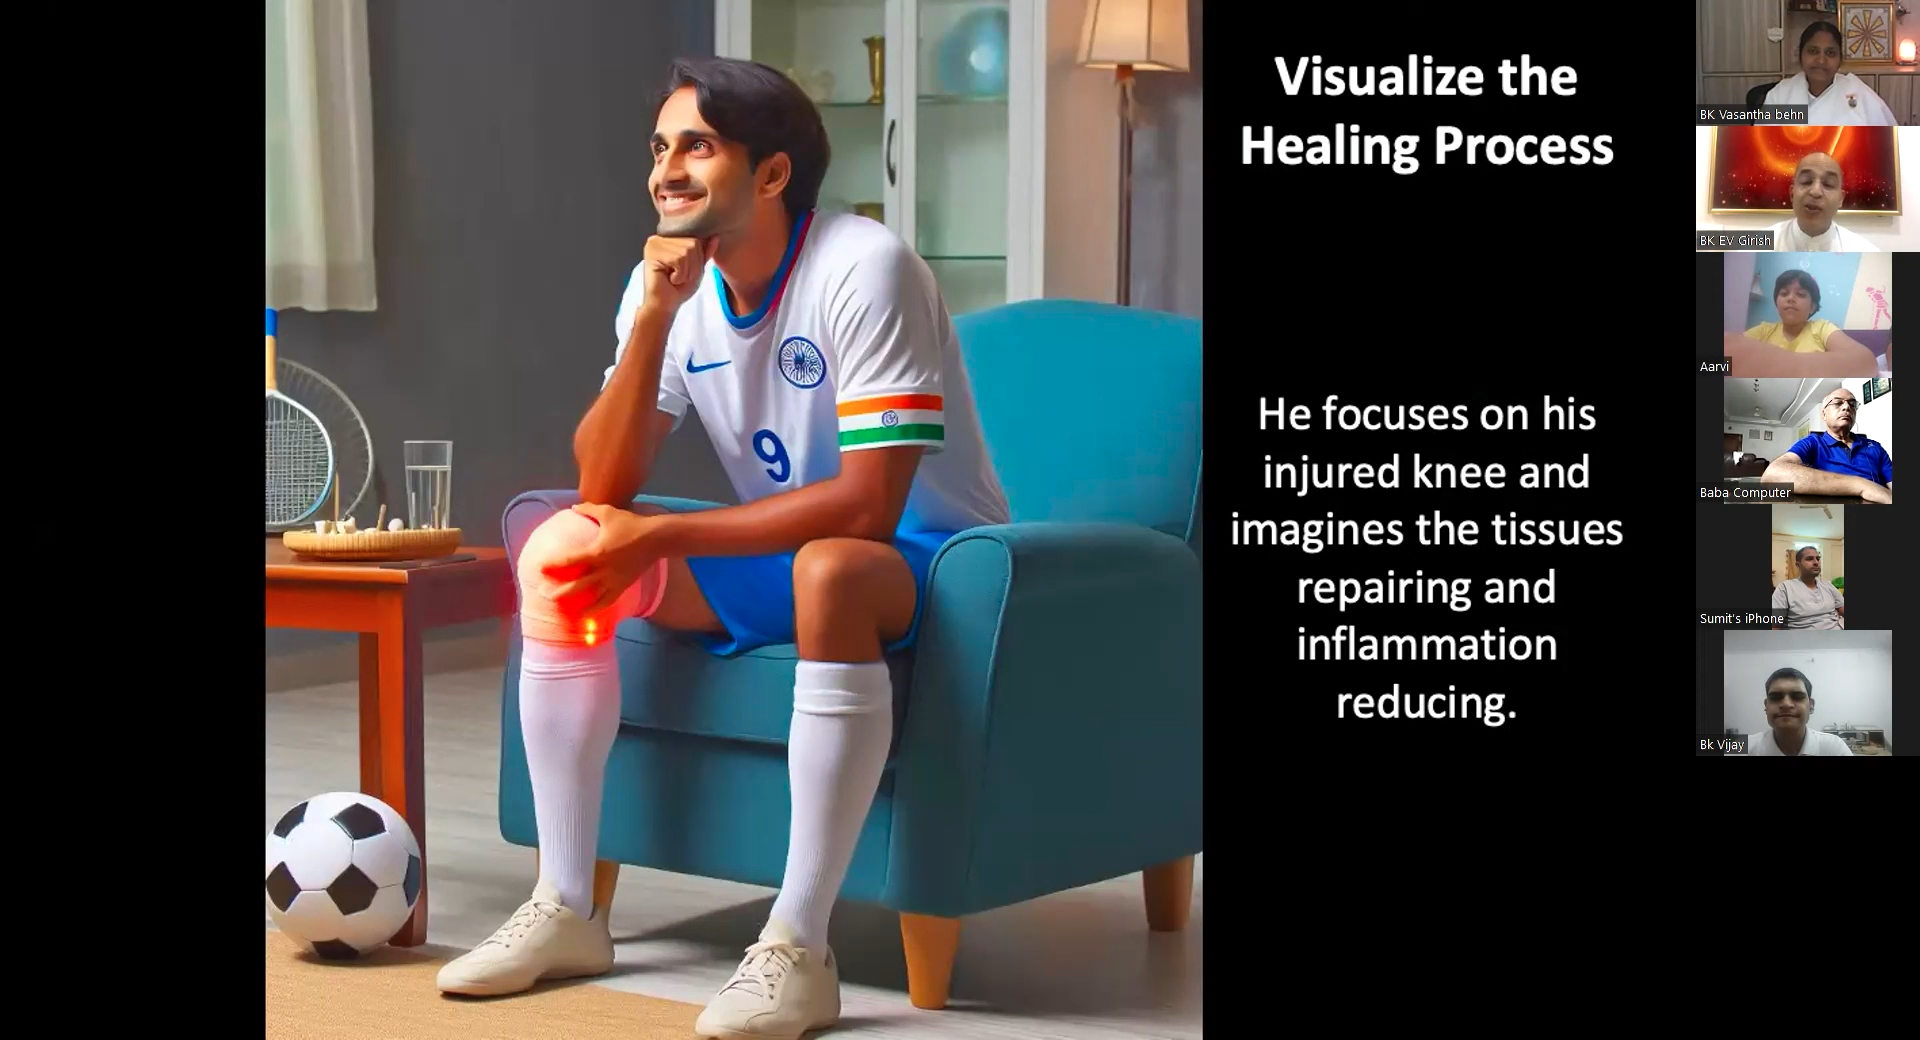 Visualize the
Healing Process
He focuses on his
injured knee and
imagines the tissues
repairing and
inflammation
reducing.
9
BK Vasantha behn
BK EV Girish
Aarvi
Baba Computer
Sumit's iPhone
Bk Vijay